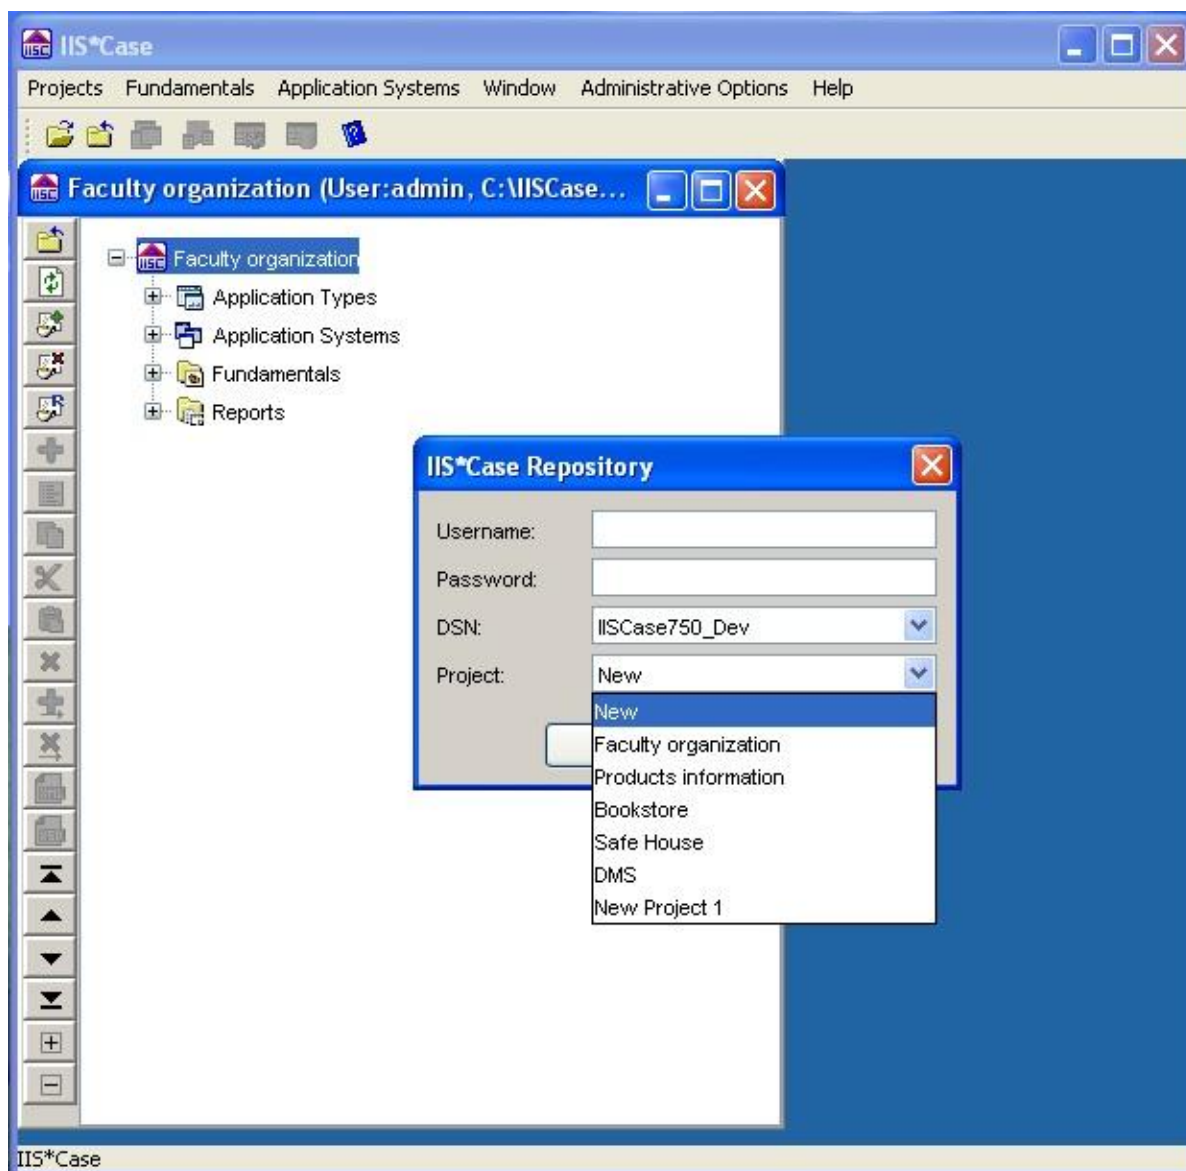 IIS*Case
Projects Fundamentals Application Systems Window Administrative Options Help
Faculty organization (User:admin, C:\IISCase...
Faculty organization
Application Types
Application Systems
Fundamentals
Reports
IIS*Case Repository
Username:
Password:
DSN: IISCase750_Dev
Project: New
New
Faculty organization
Products information
Bookstore
Safe House
DMS
New Project 1
IIS*Case